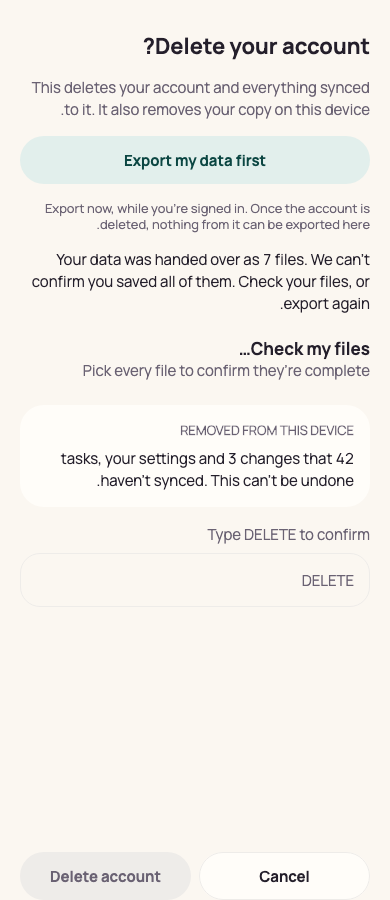 ?Delete your account
This deletes your account and everything synced
.to it. It also removes your copy on this device
Export my data first
Export now, while you're signed in. Once the account is
.deleted, nothing from it can be exported here
Your data was handed over as 7 files. We can't
confirm you saved all of them. Check your files, or
.export again
…Check my files
Pick every file to confirm they're complete
REMOVED FROM THIS DEVICE
tasks, your settings and 3 changes that 42
.haven't synced. This can't be undone
Type DELETE to confirm
DELETE
Delete account
Cancel